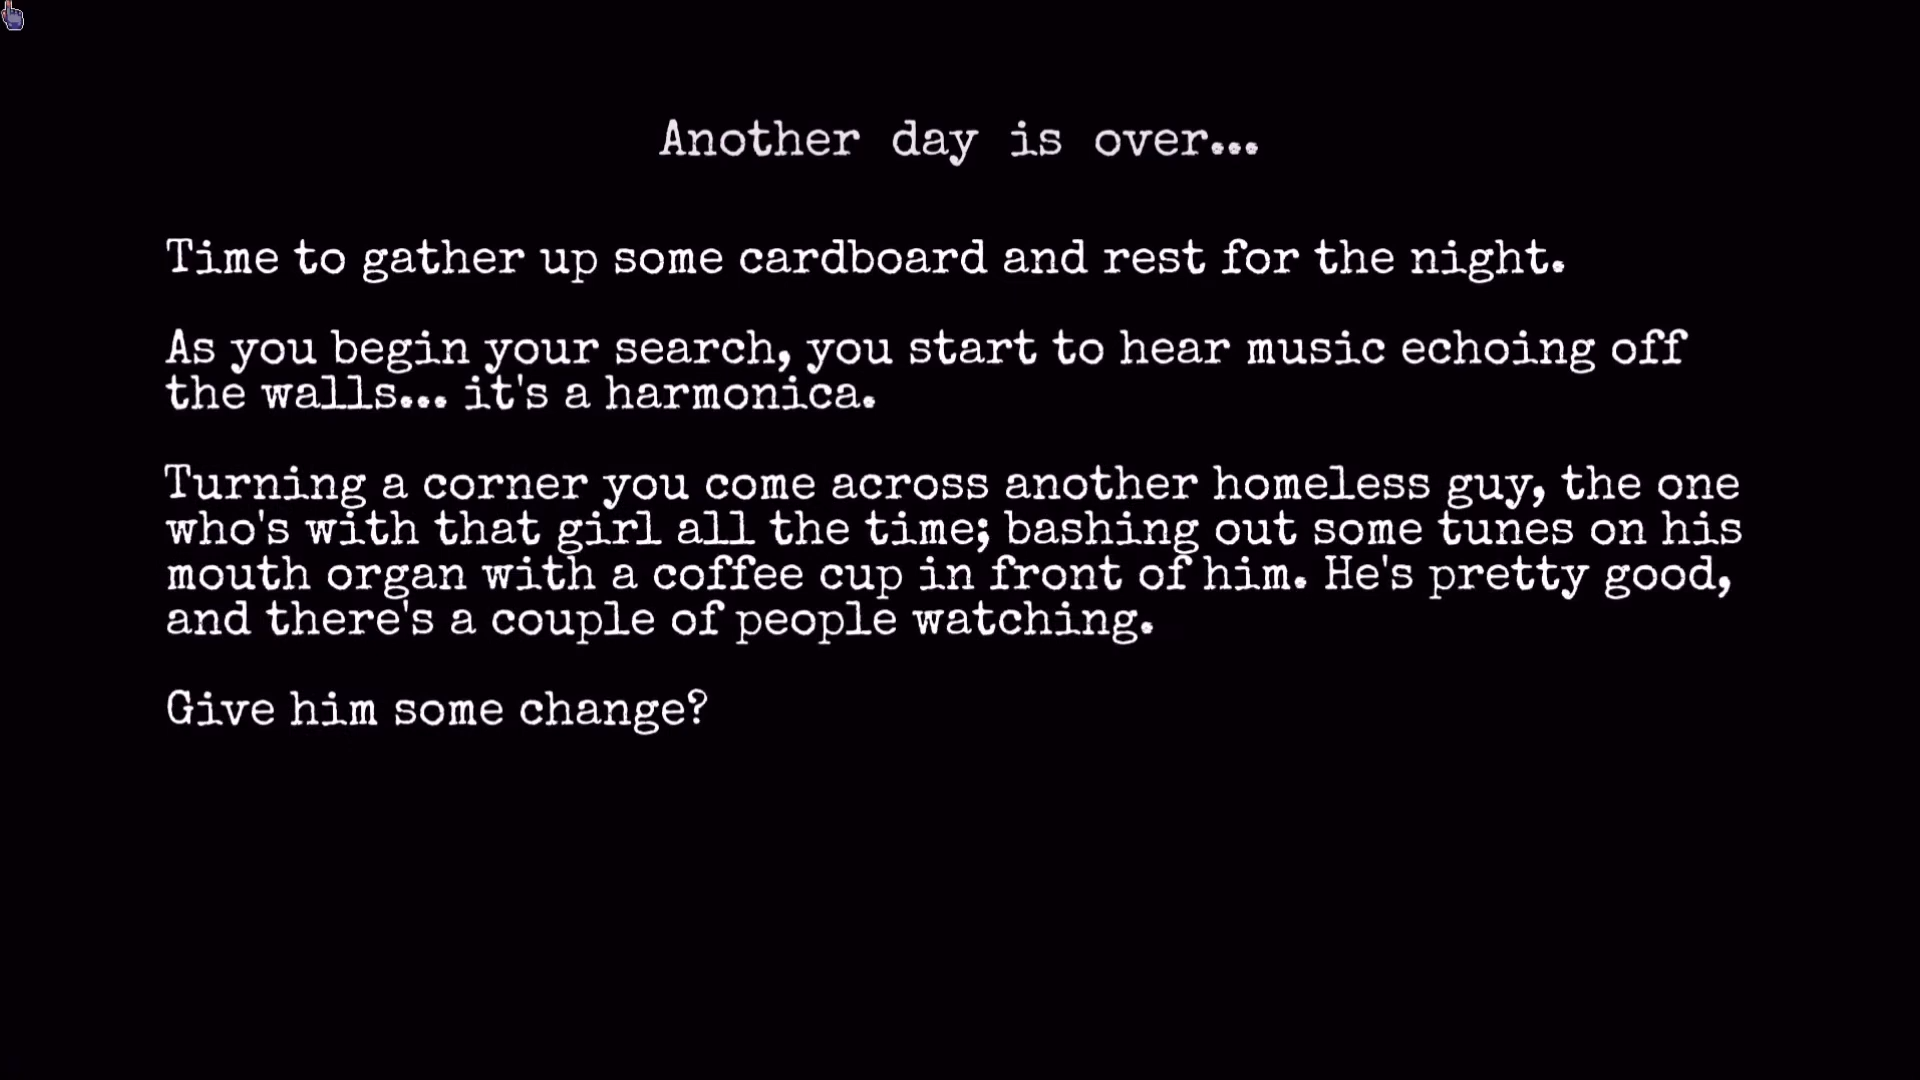 Another day is over...
Time to gather up some cardboard and rest for the night.
As you begin your search, you start to hear music echoing off
the walls... it's a harmonica.
Turning a corner you come across another homeless guy, the one
who's with that girl all the time; bashing out some tunes on his
mouth organ with a coffee cup in front of him. He's pretty good,
and there's a couple of people watching.
Give him some change?